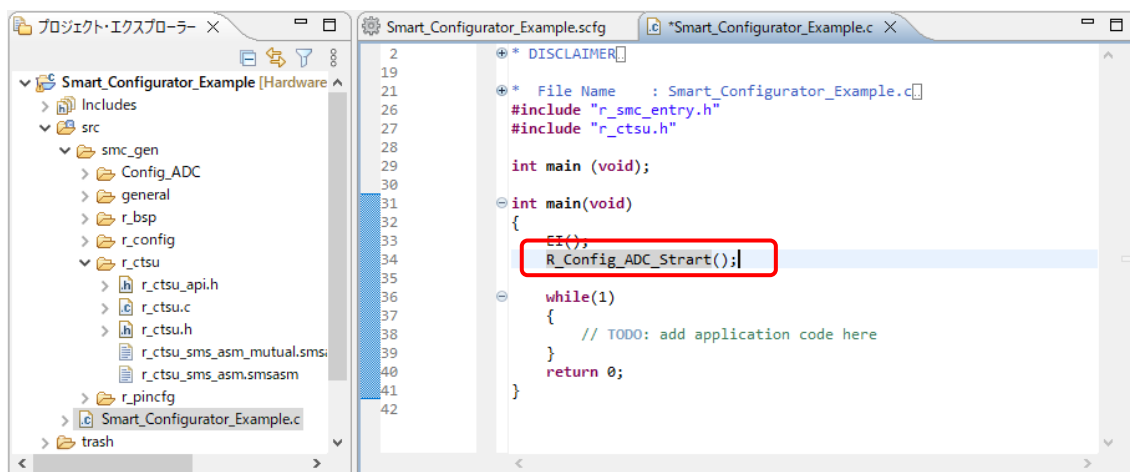 プロジェクト・エクスプローラー
Smart_Configurator_Example [Hardware
Includes
src
smc_gen
Config_ADC
general
r_bsp
r_config
r_ctsu
r_ctsu_api.h
r_ctsu.c
r_ctsu.h
r_ctsu_sms_asm_mutual.sms
r_ctsu_sms_asm.smsasm
r_pincfg
Smart_Configurator_Example.c
trash
Smart_Configurator_Example.scfg
*Smart_Configurator_Example.c
2 * DISCLAIMER
19
21 * File Name : Smart_Configurator_Example.c
26 #include "r_smc_entry.h"
27 #include "r_ctsu.h"
28
29 int main (void);
30
31 int main(void)
32 {
33 EI();
34 R_Config_ADC_Strart();
35
36 while(1)
37 {
38 // TODO: add application code here
39 }
40 return 0;
41 }
42